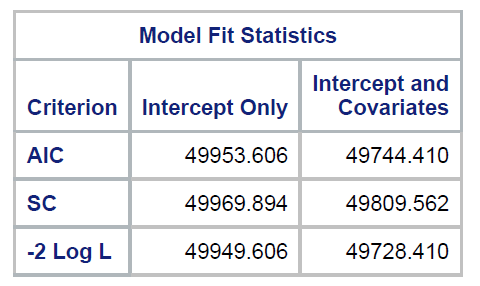 Model Fit Statistics
Criterion Intercept Only Intercept and
Covariates
AIC 49953.606 49744.410
SC 49969.894 49809.562
-2 Log L 49949.606 49728.410